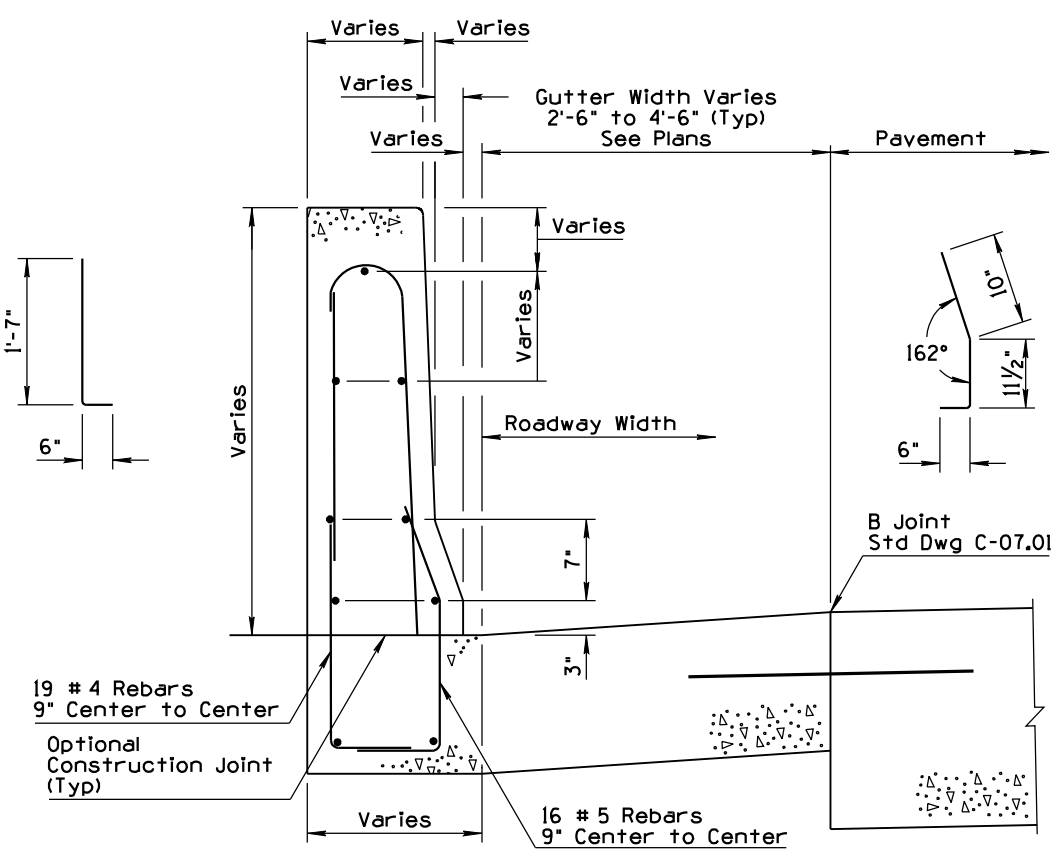 Varies
Varies
Varies
Gutter Width Varies
2'-6" to 4'-6" (Typ)
See Plans
Varies
Pavement
Varies
1'-7"
6"
Varies
Varies
Roadway Width
10"
162°
11½"
6"
B Joint
Std Dwg C-07.01
7"
3"
19 #4 Rebars
9" Center to Center
Optional
Construction Joint
(Typ)
Varies
16 #5 Rebars
9" Center to Center